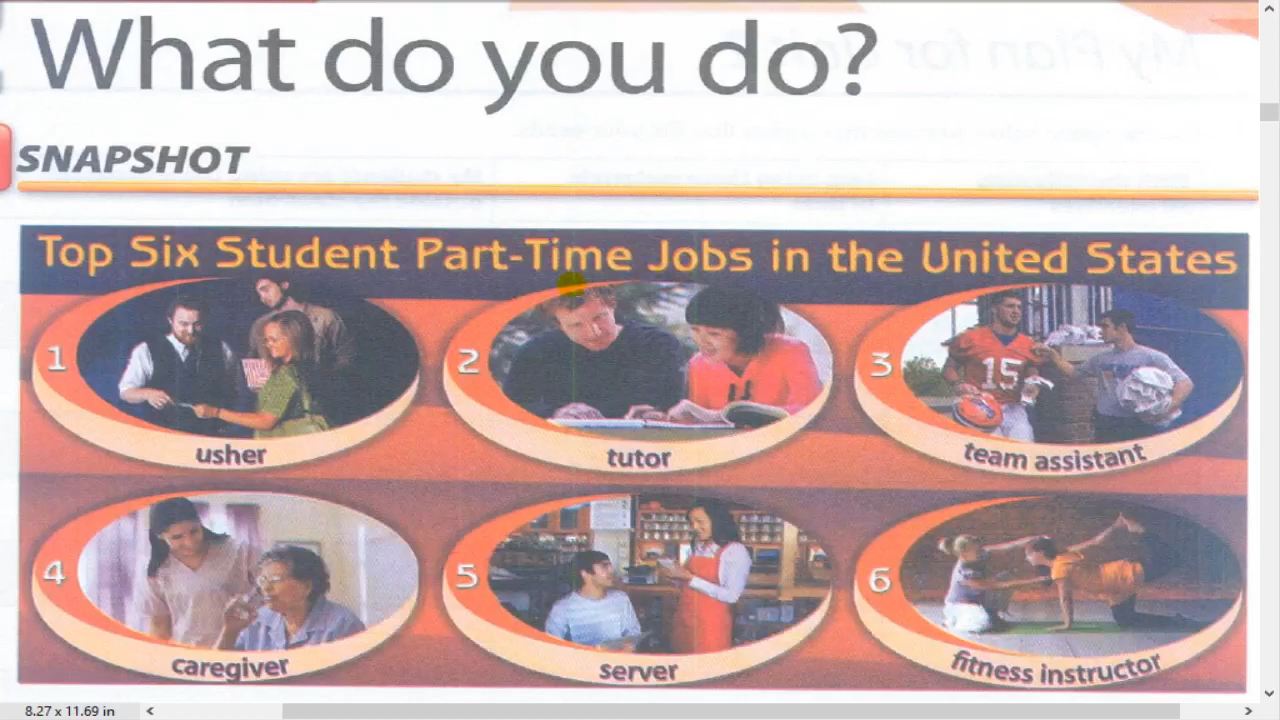 What do you do?
SNAPSHOT
Top Six Student Part-Time Jobs in the United States
1
usher
2
tutor
3
15
team assistant
4
caregiver
5
server
6
fitness instructor
8.27 x 11.69 in